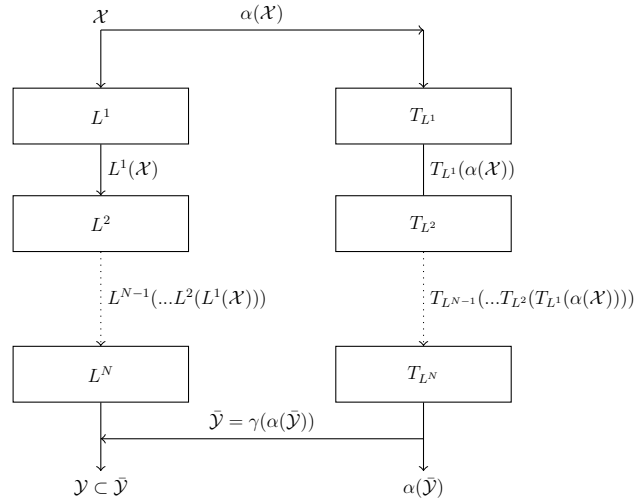 𝒳 α(𝒳)
L¹ T_{L¹}
L¹(𝒳) T_{L¹}(α(𝒳))
L² T_{L²}
L^{N−1}(...L²(L¹(𝒳))) T_{L^{N−1}}(...T_{L²}(T_{L¹}(α(𝒳))))
L^N T_{L^N}
𝒴̄ = γ(α(𝒴̄))
𝒴 ⊂ 𝒴̄ α(𝒴̄)